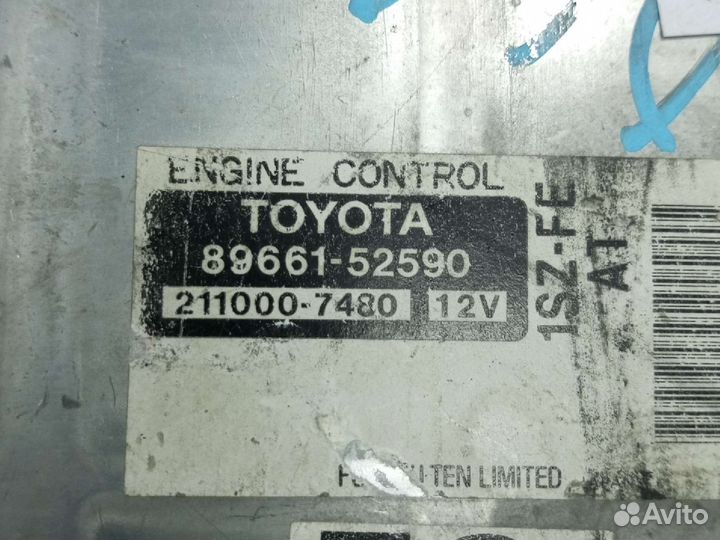 ENGINE CONTROL
TOYOTA
89661-52590
211000-7480 12V
1SZ-FE
AT
TEN LIMITED
Avito